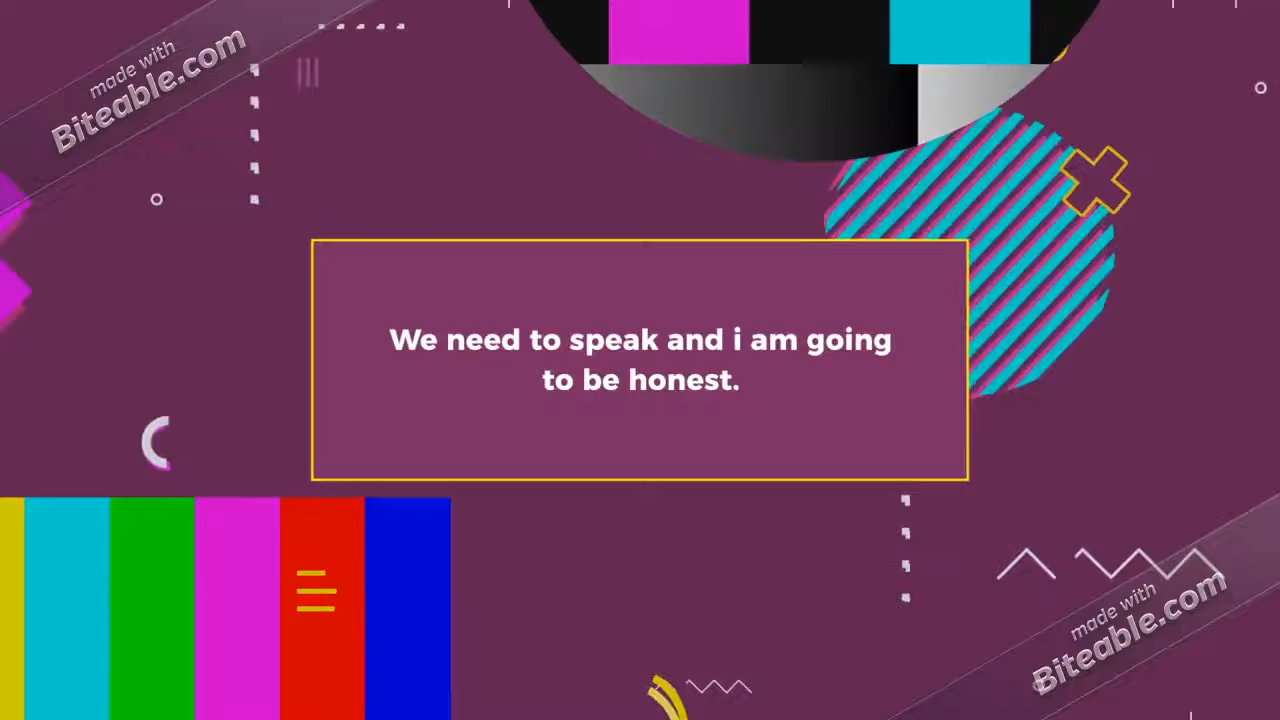 made with
Biteable.com
We need to speak and i am going
to be honest.
made with
Biteable.com